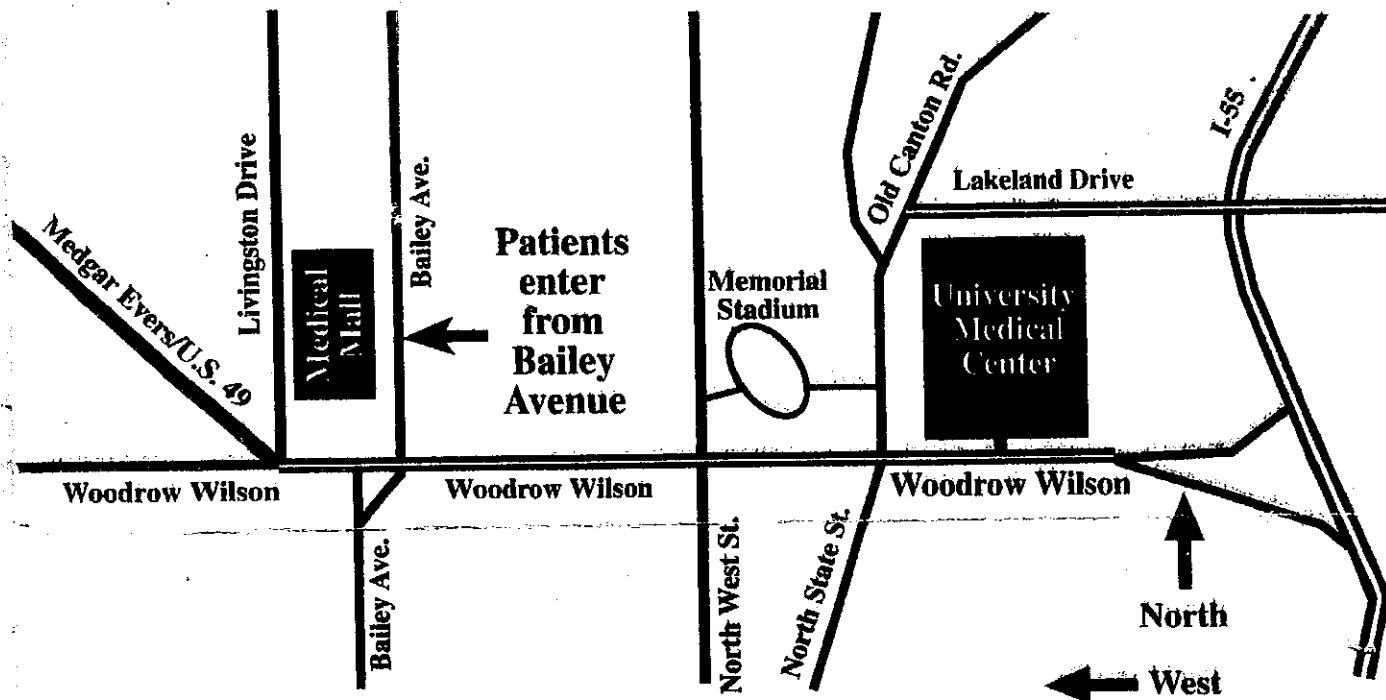 Livingston Drive
Bailey Ave.
Old Canton Rd.
I-55
Lakeland Drive
Medgar Evers/U.S. 49
Medical
Mall
Patients
enter
from
Bailey
Avenue
Memorial
Stadium
University
Medical
Center
Woodrow Wilson
Woodrow Wilson
Woodrow Wilson
Bailey Ave.
North West St.
North State St.
North
West